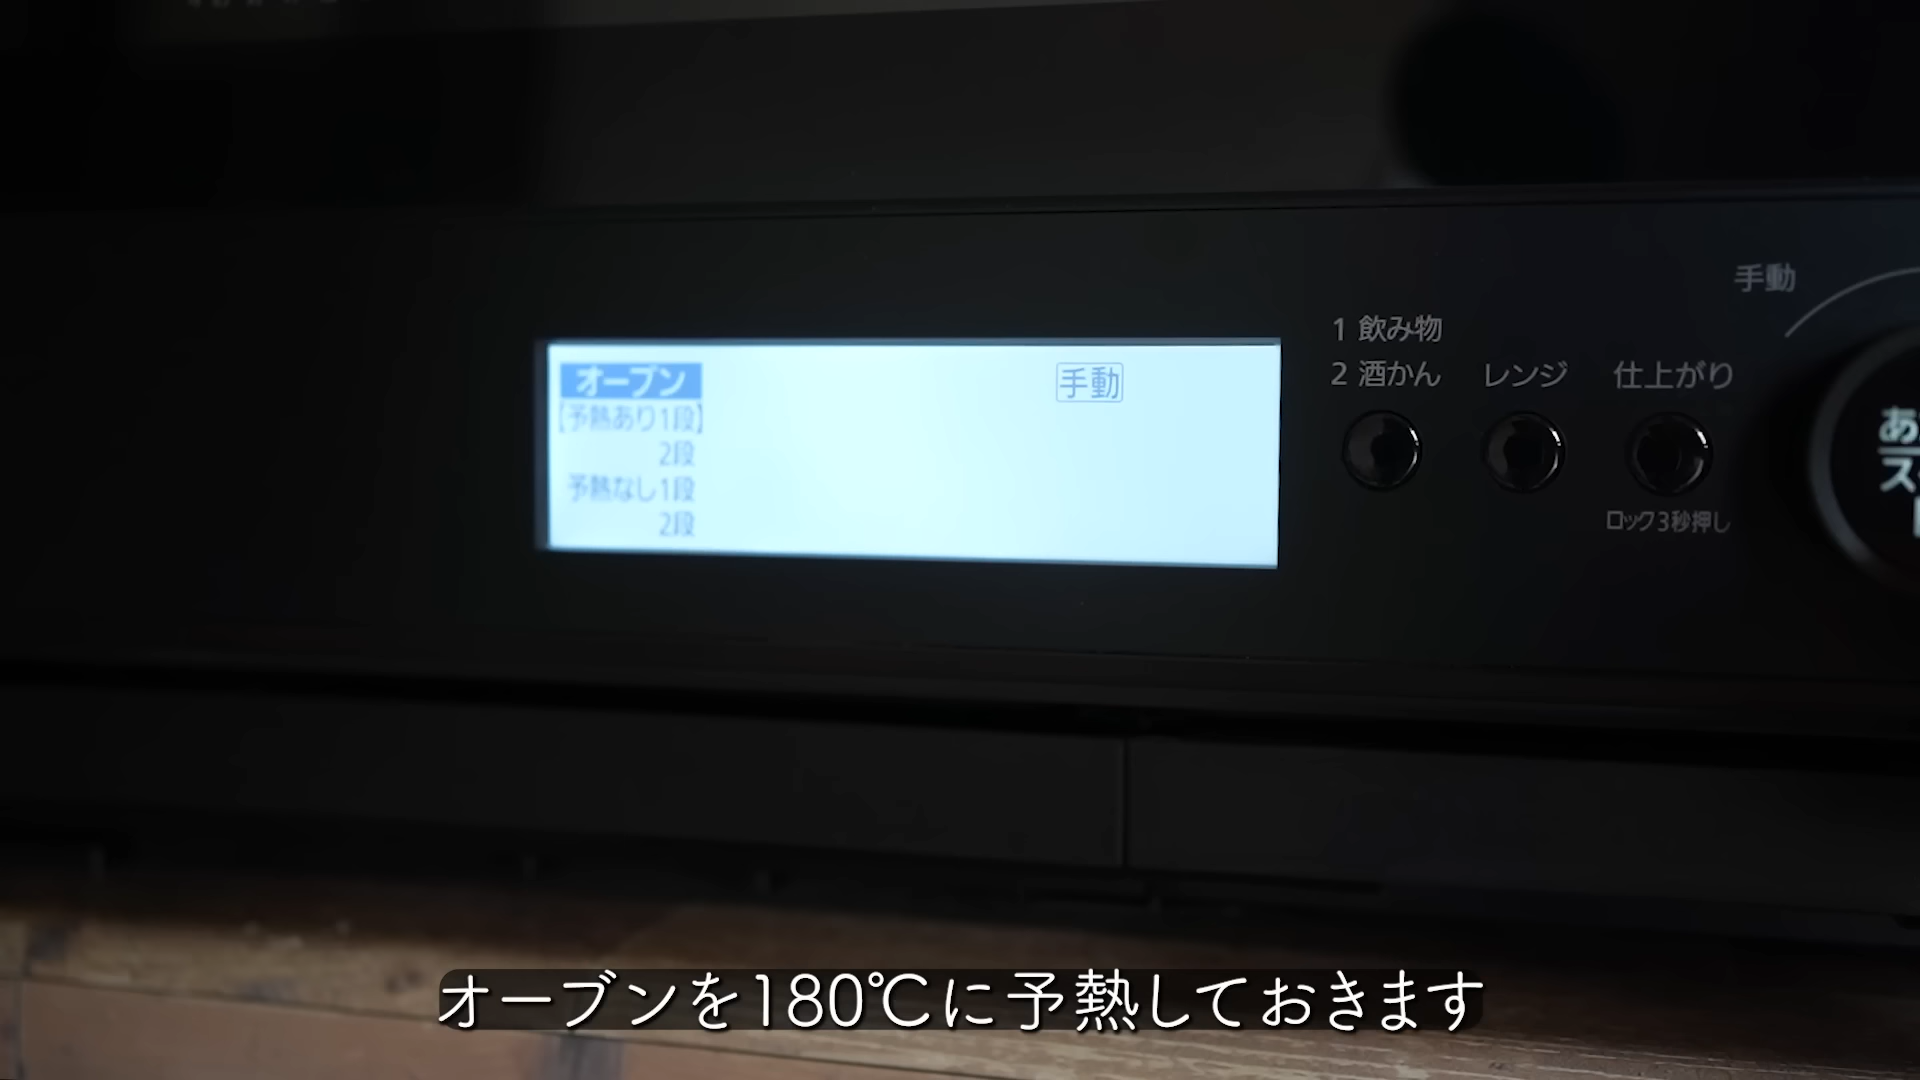 オーブン
手動
【予熱あり1段】
2段
予熱なし1段
2段
手動
1 飲み物
2 酒かん
レンジ
仕上がり
ロック3秒押し
オーブンを180℃に予熱しておきます